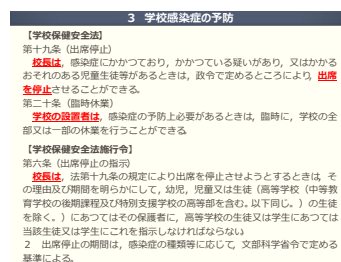 3 学校感染症の予防
【学校保健安全法】
第十九条（出席停止）
校長は，感染症にかかつており，かかつている疑いがあり，又はかかる
おそれのある児童生徒等があるときは，政令で定めるところにより，出席
を停止させることができる。
第二十条（臨時休業）
学校の設置者は，感染症の予防上必要があるときは，臨時に，学校の全
部又は一部の休業を行うことができる。
【学校保健安全法施行令】
第六条（出席停止の指示）
校長は，法第十九条の規定により出席を停止させようとするときは，そ
の理由及び期間を明らかにして，幼児，児童又は生徒（高等学校（中等教
育学校の後期課程及び特別支援学校の高等部を含む。以下同じ。）の生徒
を除く。）にあつてはその保護者に，高等学校の生徒又は学生にあつては
当該生徒又は学生にこれを指示しなければならない。
２ 出席停止の期間は，感染症の種類等に応じて，文部科学省令で定める
基準による。